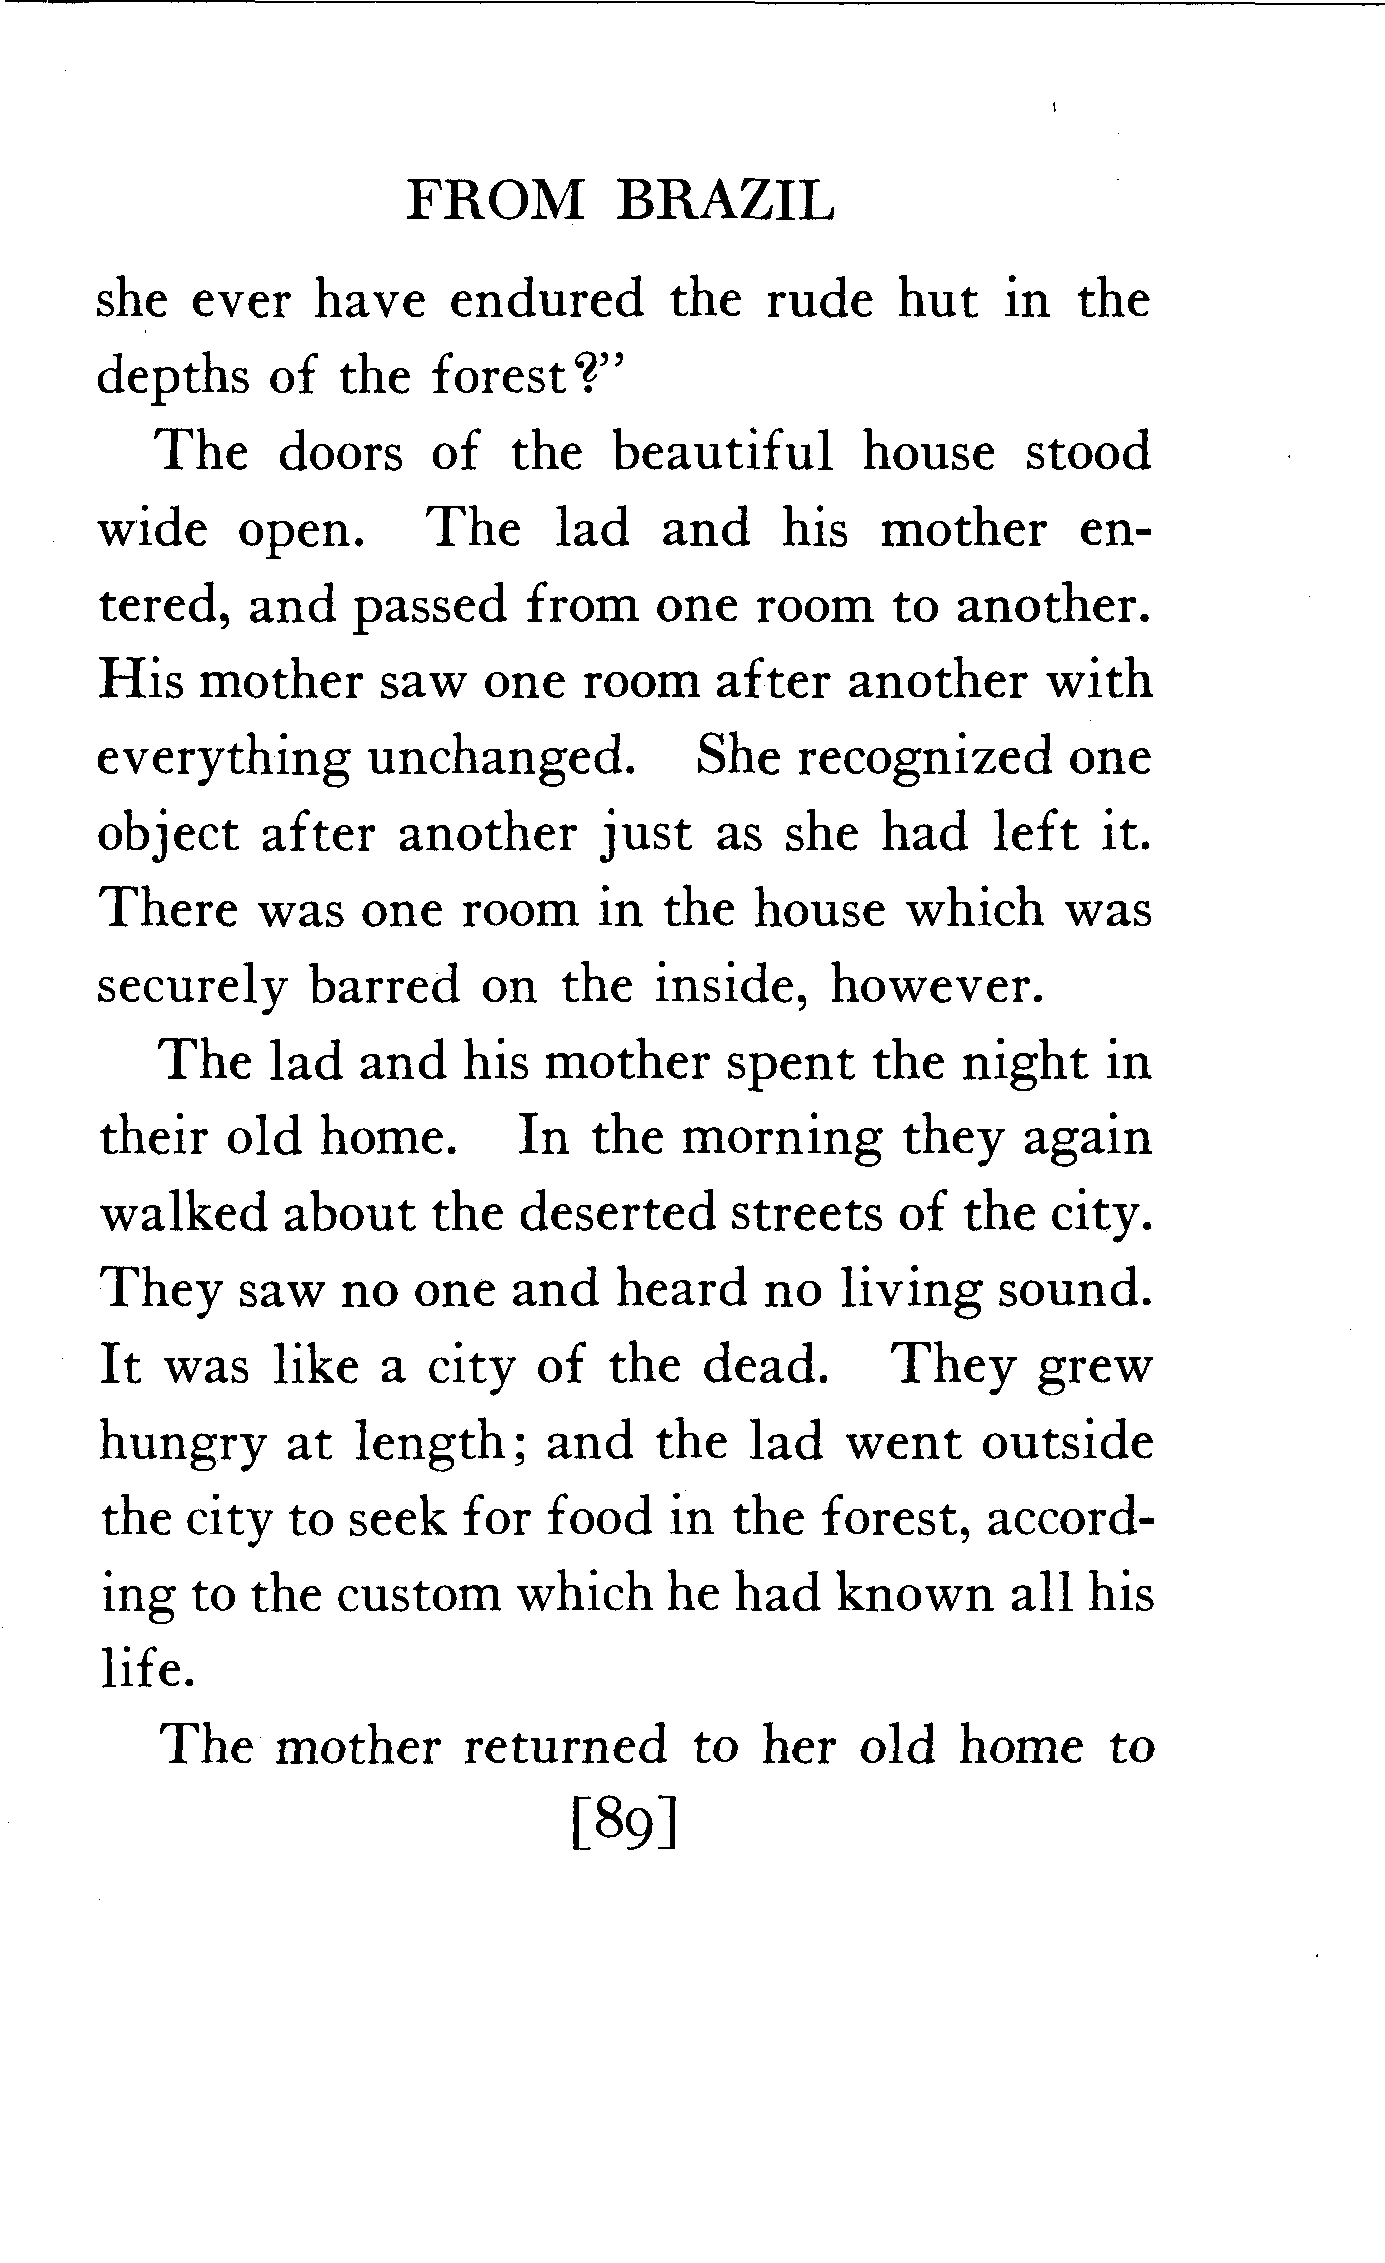 FROM BRAZIL
she ever have endured the rude hut in the
depths of the forest?”
The doors of the beautiful house stood
wide open. The lad and his mother en-
tered, and passed from one room to another.
His mother saw one room after another with
everything unchanged. She recognized one
object after another just as she had left it.
There was one room in the house which was
securely barred on the inside, however.
The lad and his mother spent the night in
their old home. In the morning they again
walked about the deserted streets of the city.
They saw no one and heard no living sound.
It was like a city of the dead. They grew
hungry at length; and the lad went outside
the city to seek for food in the forest, accord-
ing to the custom which he had known all his
life.
The mother returned to her old home to
[89]